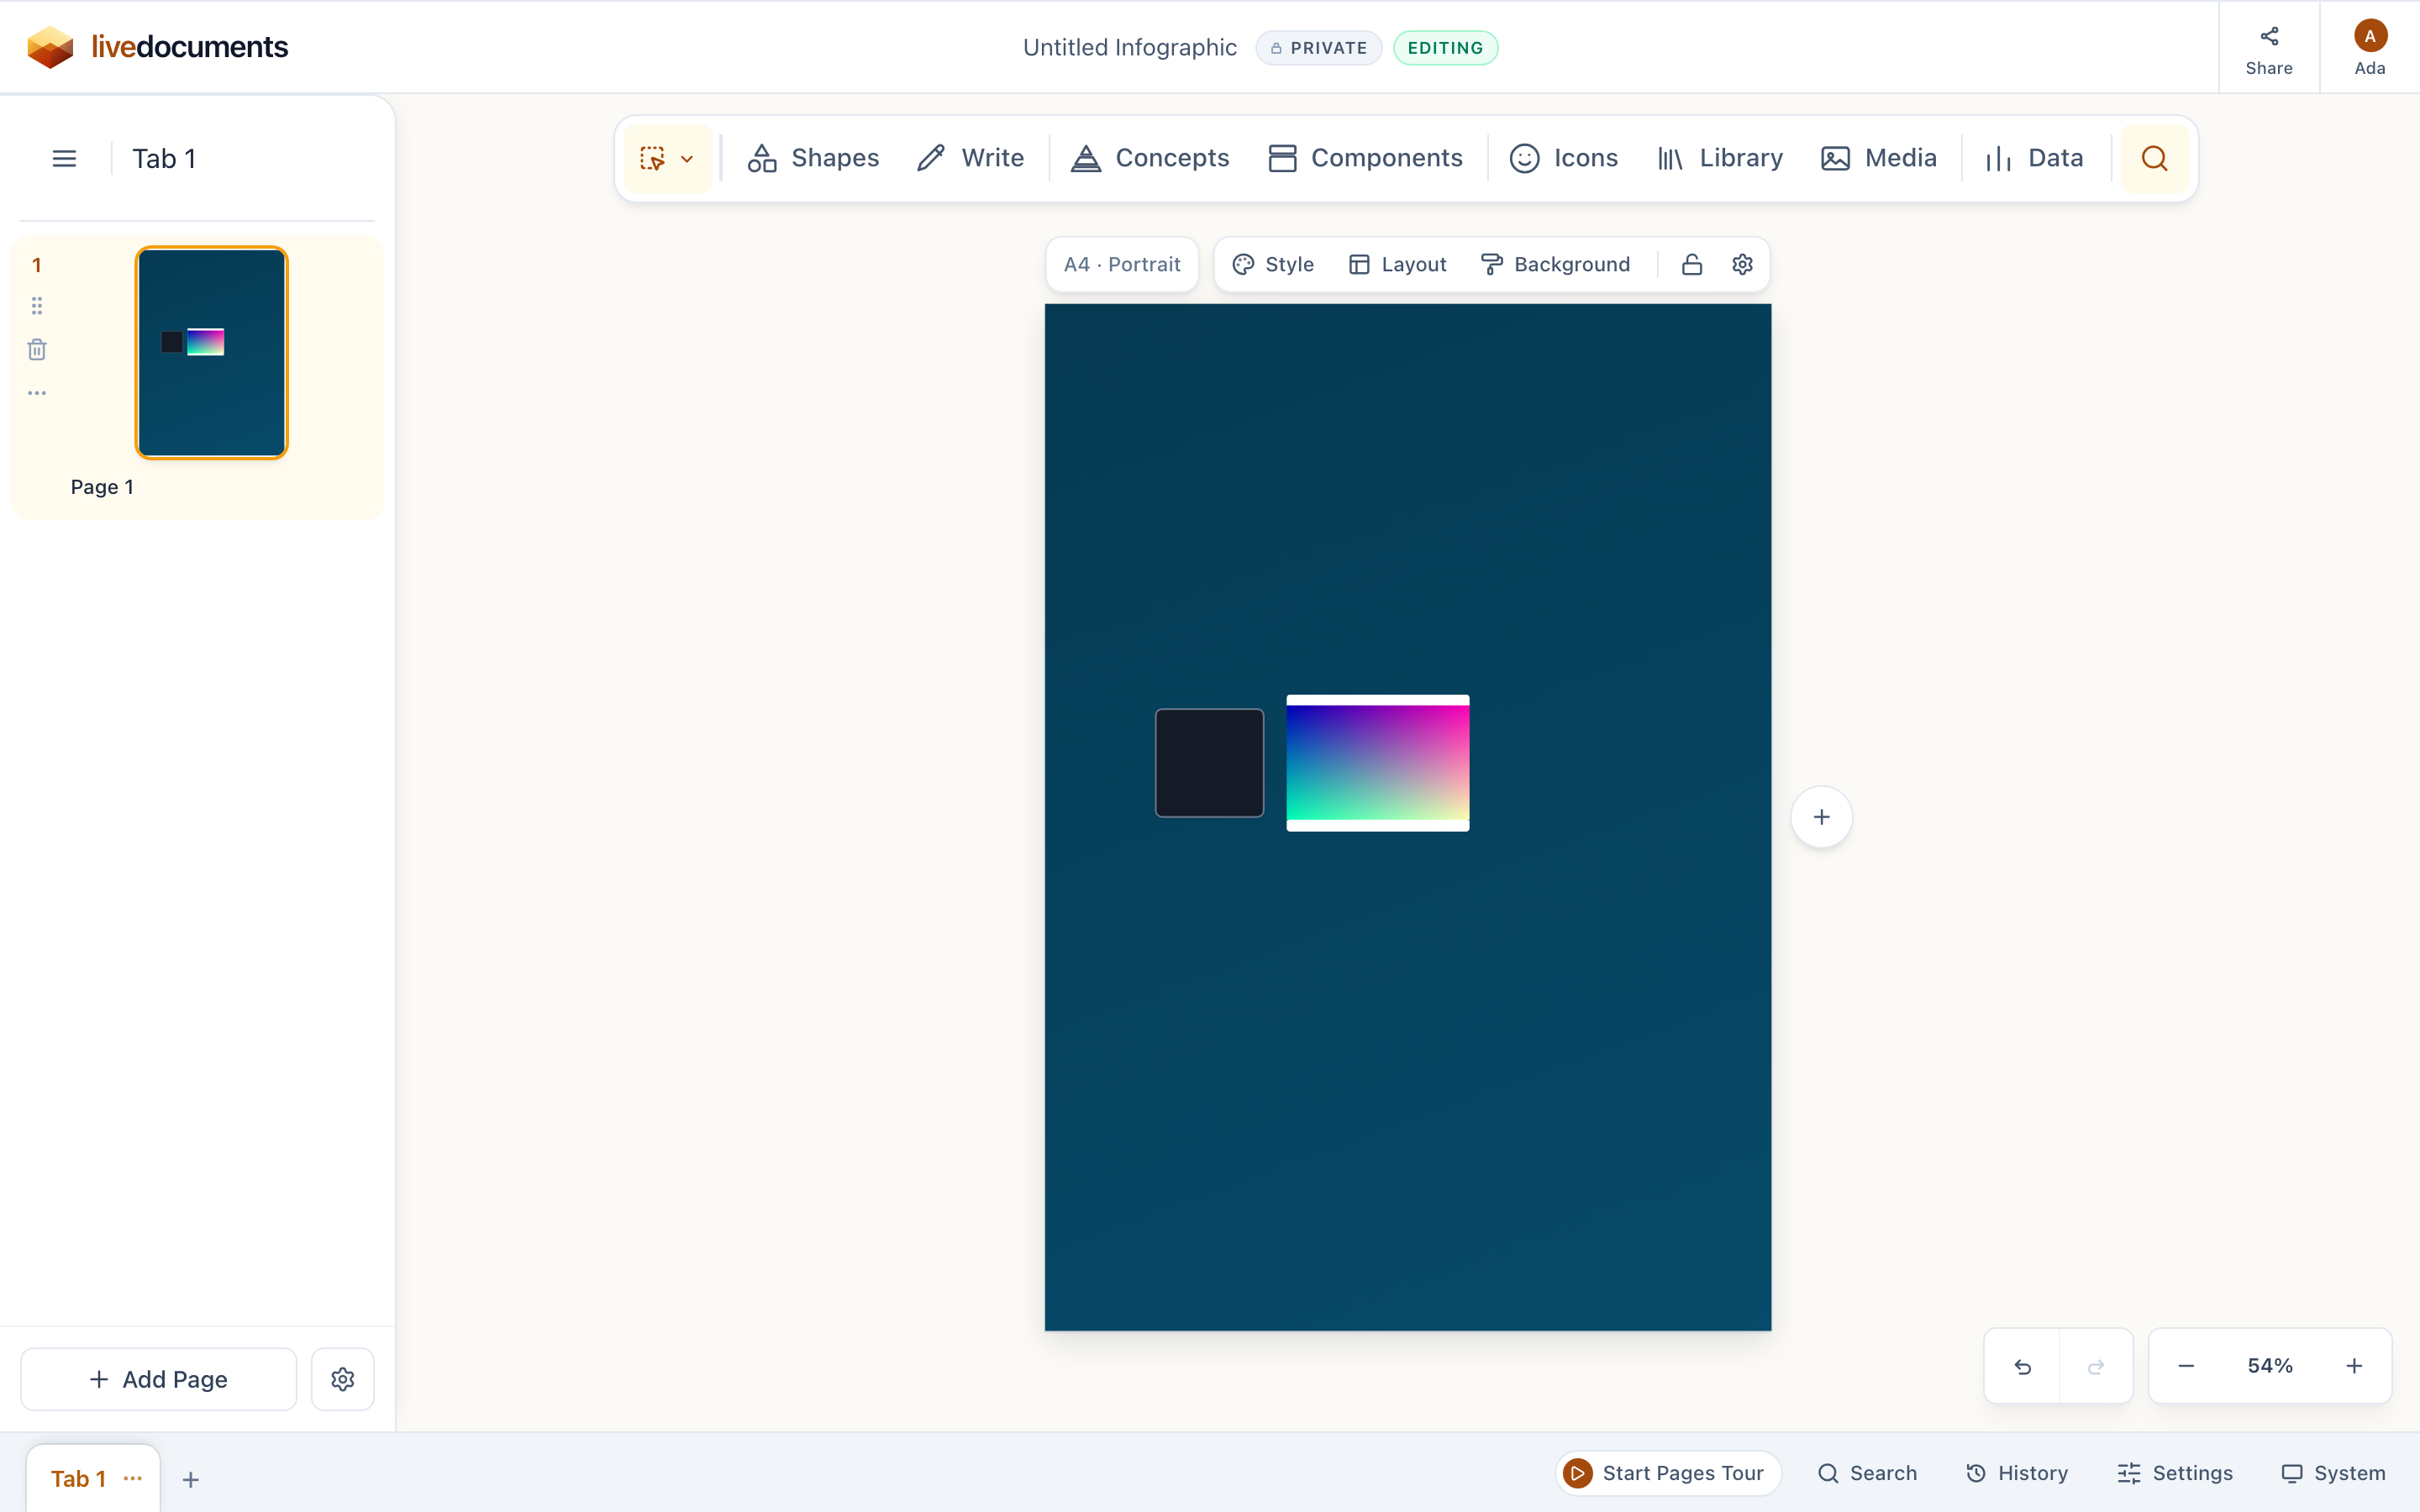 livedocuments
Untitled Infographic
PRIVATE
EDITING
Share
A
Ada
Tab 1
Shapes
Write
Concepts
Components
Icons
Library
Media
Data
1
Page 1
A4 · Portrait
Style
Layout
Background
+ Add Page
54%
Tab 1
Start Pages Tour
Search
History
Settings
System